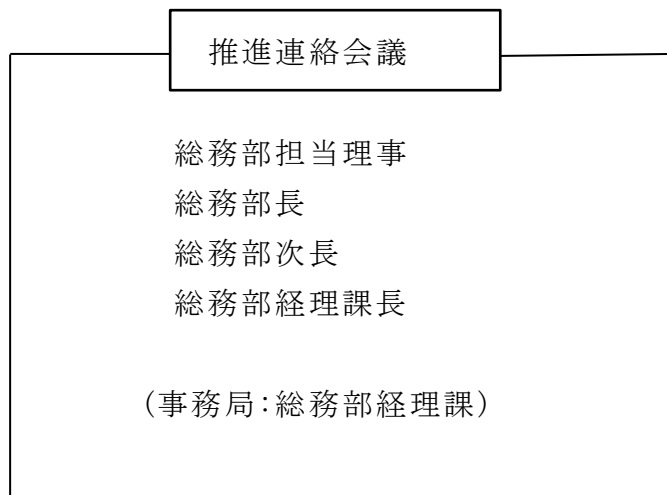 推進連絡会議
総務部担当理事
総務部長
総務部次長
総務部経理課長
(事務局:総務部経理課)